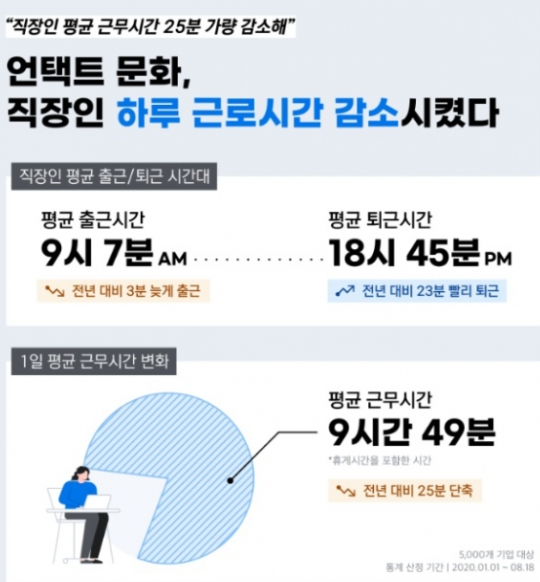 “직장인 평균 근무시간 25분 가량 감소해”
언택트 문화,
직장인 하루 근로시간 감소시켰다
직장인 평균 출근/퇴근 시간대
평균 출근시간
9시 7분 AM
전년 대비 3분 늦게 출근
평균 퇴근시간
18시 45분 PM
전년 대비 23분 빨리 퇴근
1일 평균 근무시간 변화
평균 근무시간
9시간 49분
*휴게시간을 포함한 시간
전년 대비 25분 단축
5,000개 기업 대상
통계 산정 기간 | 2020.01.01 ~ 08.18